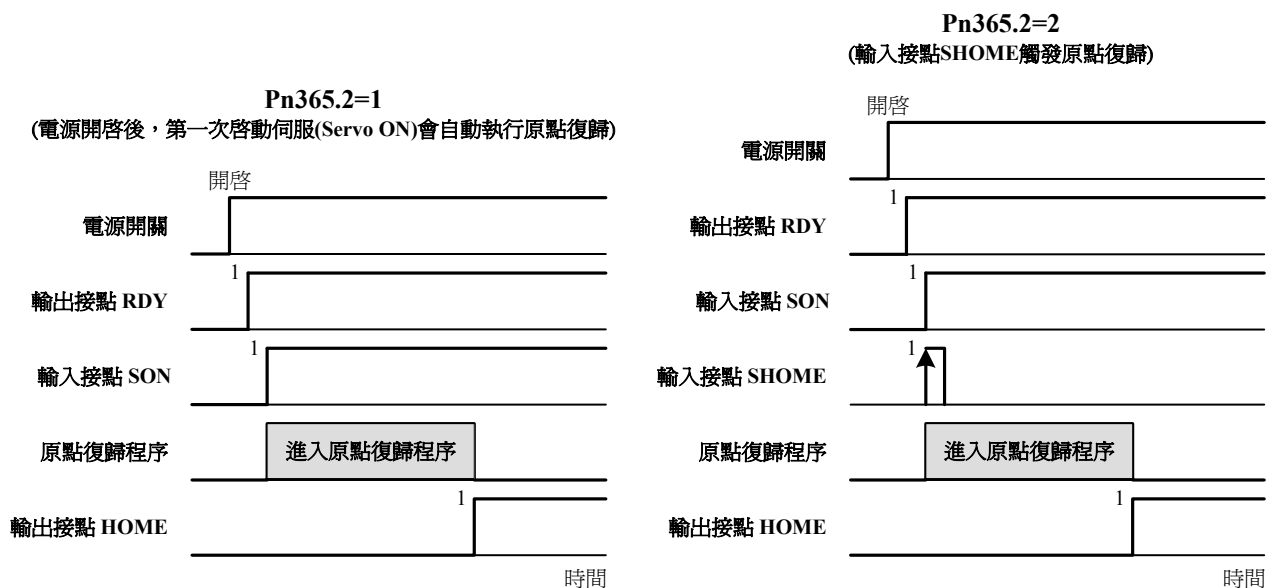 Pn365.2=1
(電源開啓後，第一次啓動伺服(Servo ON)會自動執行原點復歸)
開啓
電源開關
1
輸出接點 RDY
1
輸入接點 SON
原點復歸程序
進入原點復歸程序
1
輸出接點 HOME
時間
Pn365.2=2
(輸入接點SHOME觸發原點復歸)
開啓
電源開關
1
輸出接點 RDY
1
輸入接點 SON
1
輸入接點 SHOME
原點復歸程序
進入原點復歸程序
1
輸出接點 HOME
時間